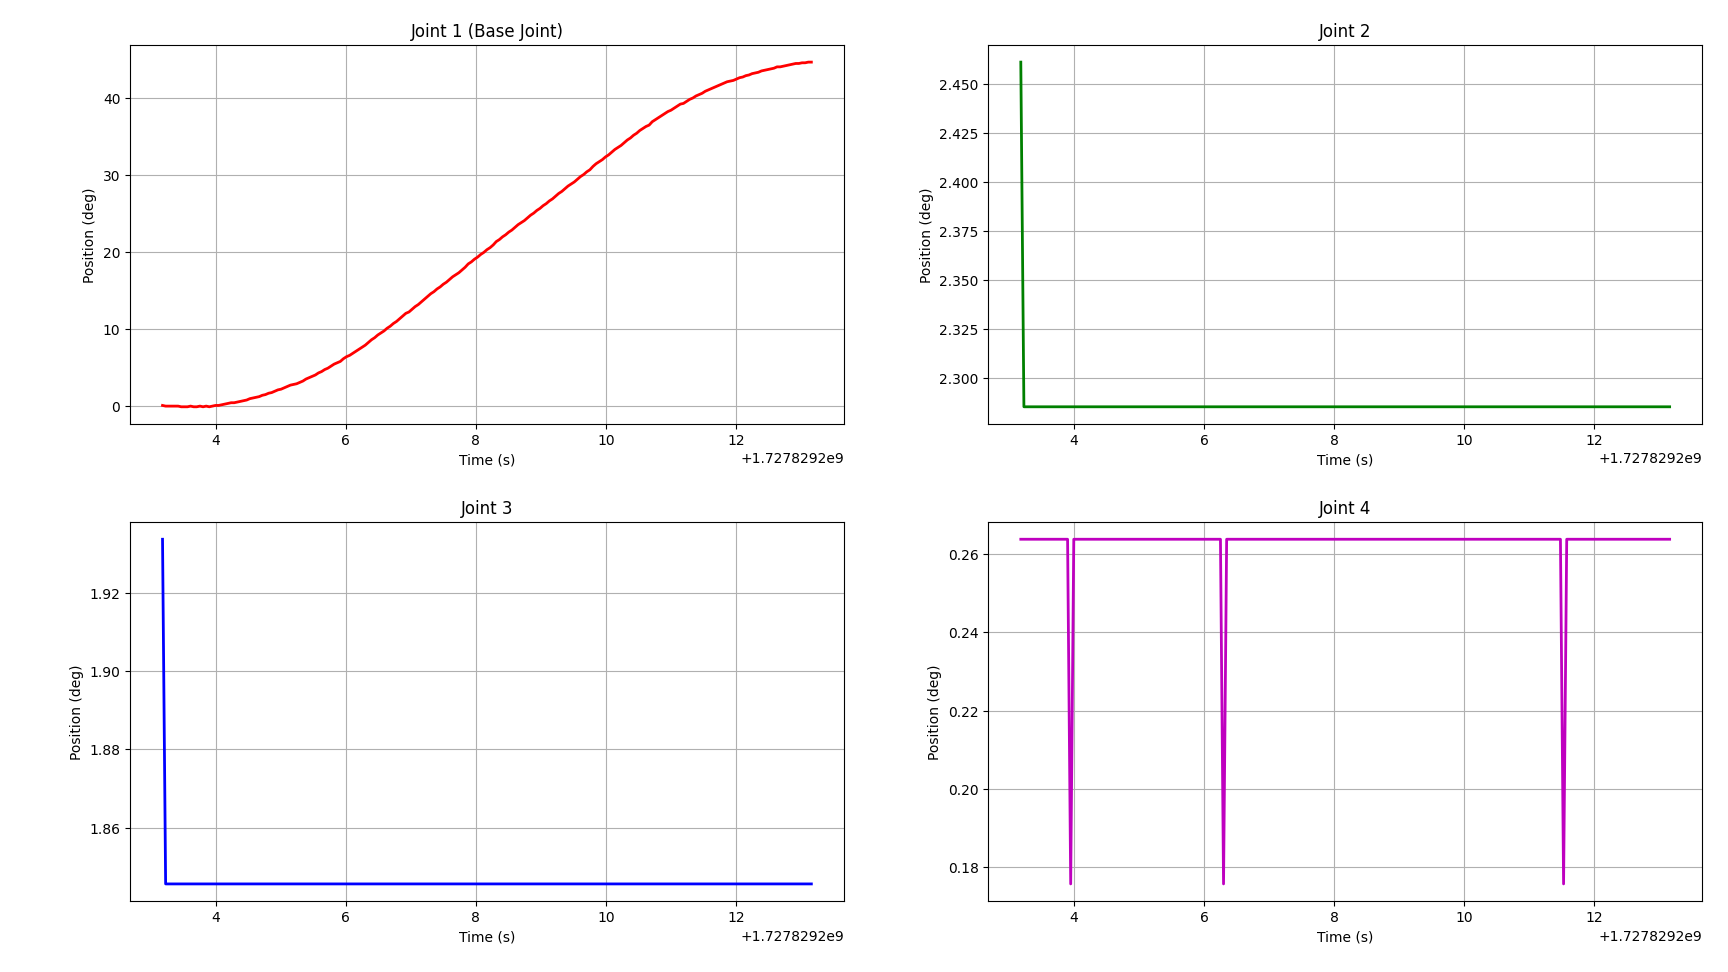 Joint 1 (Base Joint)
Position (deg)
40
30
20
10
0
4 6 8 10 12
Time (s)
+1.7278292e9
Joint 2
Position (deg)
2.450
2.425
2.400
2.375
2.350
2.325
2.300
4 6 8 10 12
Time (s)
+1.7278292e9
Joint 3
Position (deg)
1.92
1.90
1.88
1.86
4 6 8 10 12
Time (s)
+1.7278292e9
Joint 4
Position (deg)
0.26
0.24
0.22
0.20
0.18
4 6 8 10 12
Time (s)
+1.7278292e9